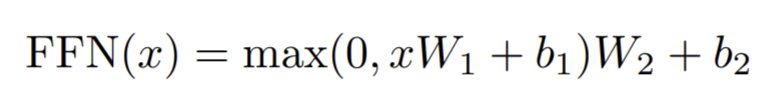 FFN(x) = max(0, xW₁ + b₁)W₂ + b₂